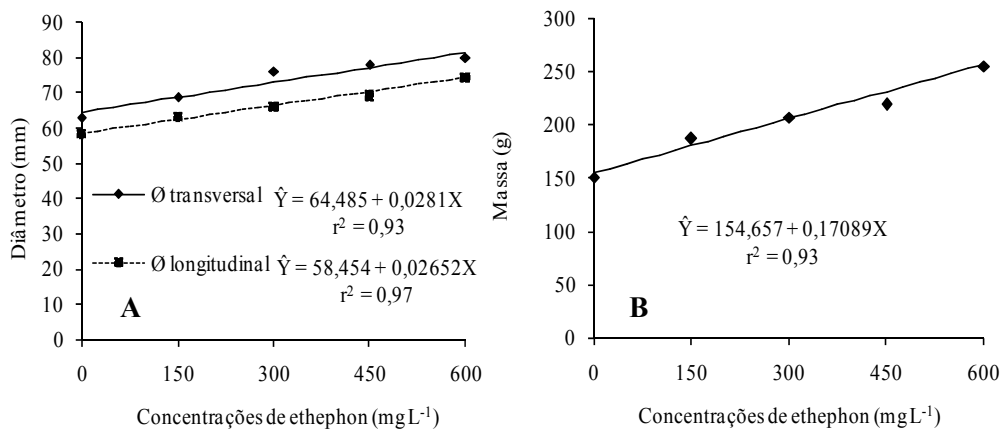 90
80
70
60
50
40
30
20
10
0
Diâmetro (mm)
Ø transversal
Ŷ = 64,485 + 0,0281X
r² = 0,93
Ø longitudinal
Ŷ = 58,454 + 0,02652X
r² = 0,97
A
0 150 300 450 600
Concentrações de ethephon (mg L⁻¹)
300
250
200
150
100
50
0
Massa (g)
Ŷ = 154,657 + 0,17089X
r² = 0,93
B
0 150 300 450 600
Concentrações de ethephon (mg L⁻¹)